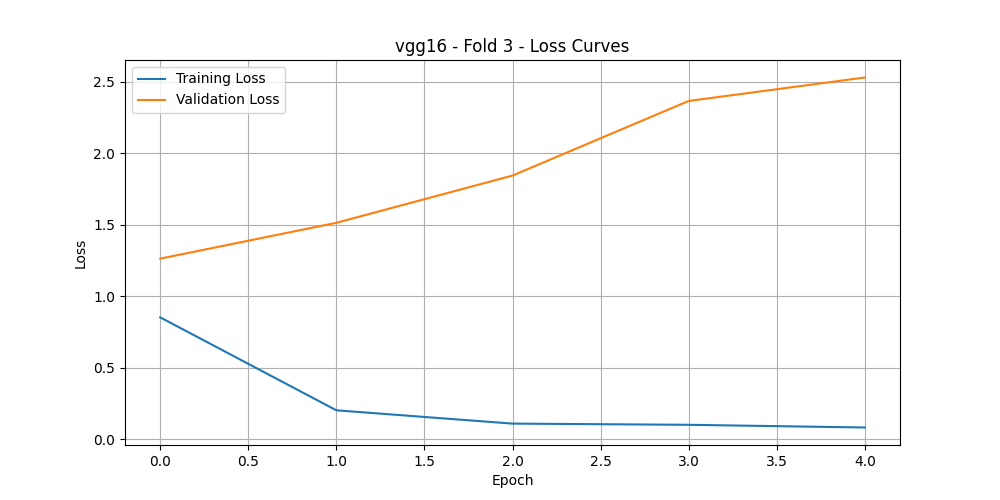 vgg16 - Fold 3 - Loss Curves
Training Loss
Validation Loss
2.5
2.0
1.5
1.0
0.5
0.0
Loss
0.0 0.5 1.0 1.5 2.0 2.5 3.0 3.5 4.0
Epoch